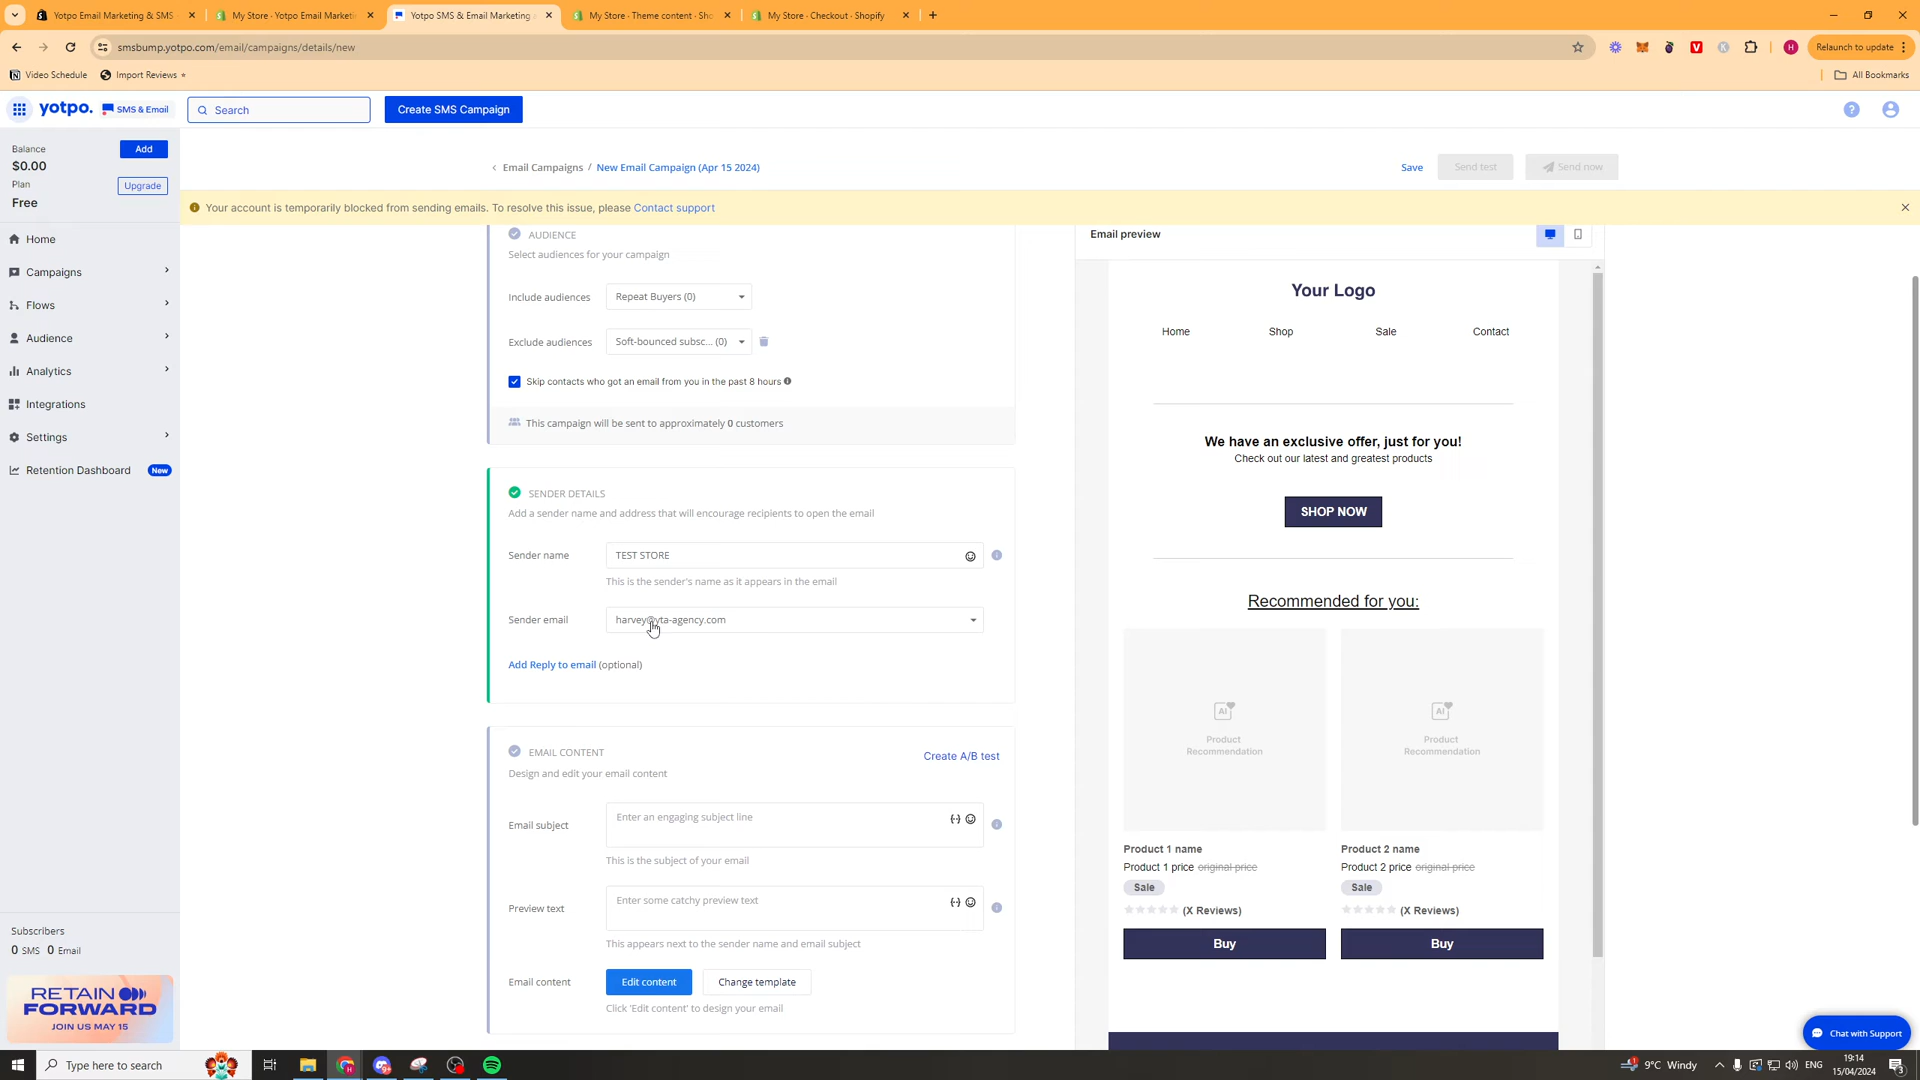 Yotpo Email Marketing & SMS
My Store · Yotpo Email Market
Yotpo SMS & Email Marketing
My Store · Theme content · Sho
My Store · Checkout · Shopify
smsbump.yotpo.com/email/campaigns/details/new
Relaunch to update
Video Schedule
Import Reviews
All Bookmarks
yotpo.
SMS & Email
Search
Create SMS Campaign
Balance
Add
$0.00
Plan
Upgrade
Free
Email Campaigns / New Email Campaign (Apr 15 2024)
Save
Send test
Send now
Your account is temporarily blocked from sending emails. To resolve this issue, please Contact support
Home
Campaigns
Flows
Audience
Analytics
Integrations
Settings
Retention Dashboard
New
AUDIENCE
Select audiences for your campaign
Include audiences
Repeat Buyers (0)
Exclude audiences
Soft-bounced subsc... (0)
Skip contacts who got an email from you in the past 8 hours
This campaign will be sent to approximately 0 customers
SENDER DETAILS
Add a sender name and address that will encourage recipients to open the email
Sender name
TEST STORE
This is the sender's name as it appears in the email
Sender email
harvey@vta-agency.com
Add Reply to email (optional)
EMAIL CONTENT
Create A/B test
Design and edit your email content
Email subject
Enter an engaging subject line
This is the subject of your email
Preview text
Enter some catchy preview text
This appears next to the sender name and email subject
Email content
Edit content
Change template
Click 'Edit content' to design your email
Email preview
Your Logo
Home
Shop
Sale
Contact
We have an exclusive offer, just for you!
Check out our latest and greatest products
SHOP NOW
Recommended for you:
AI
Product
Recommendation
AI
Product
Recommendation
Product 1 name
Product 1 price original price
Sale
(X Reviews)
Buy
Product 2 name
Product 2 price original price
Sale
(X Reviews)
Buy
Subscribers
0 SMS 0 Email
RETAIN
FORWARD
JOIN US MAY 15
Chat with Support
Type here to search
9°C Windy
ENG
19:14
15/04/2024